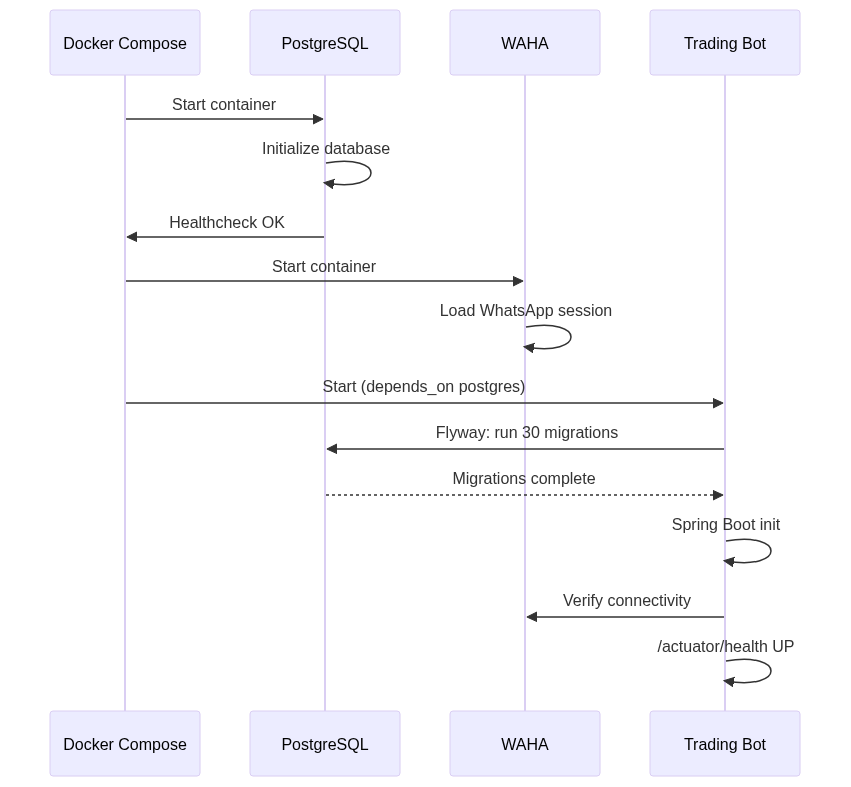 Docker Compose
PostgreSQL
WAHA
Trading Bot
Start container
Initialize database
Healthcheck OK
Start container
Load WhatsApp session
Start (depends_on postgres)
Flyway: run 30 migrations
Migrations complete
Spring Boot init
Verify connectivity
/actuator/health UP
Docker Compose
PostgreSQL
WAHA
Trading Bot